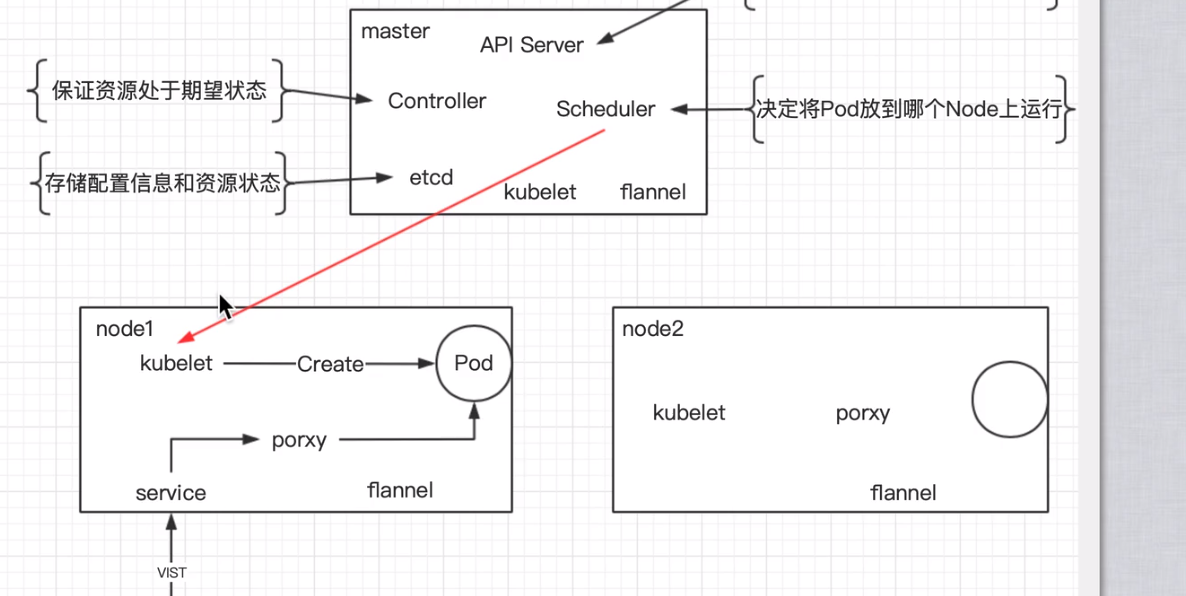 master
API Server
保证资源处于期望状态
Controller
Scheduler
决定将Pod放到哪个Node上运行
存储配置信息和资源状态
etcd
kubelet
flannel
node1
kubelet
Create
Pod
porxy
service
flannel
VIST
node2
kubelet
porxy
flannel